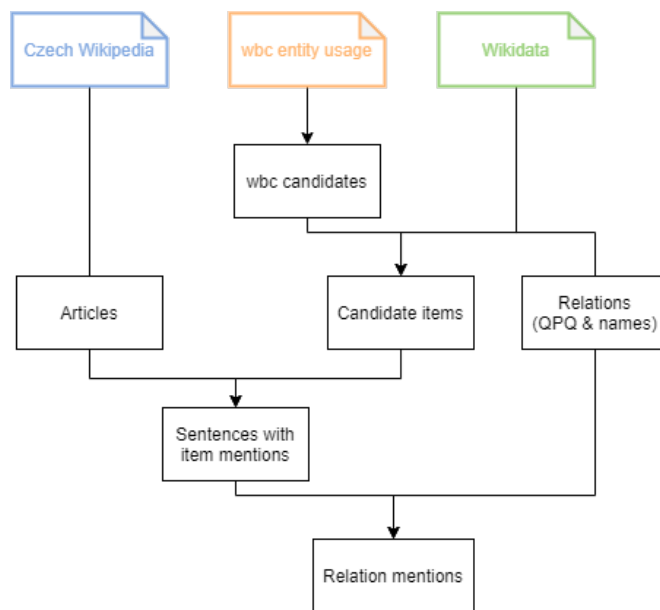 Czech Wikipedia
wbc entity usage
Wikidata
wbc candidates
Articles
Candidate items
Relations
(QPQ & names)
Sentences with
item mentions
Relation mentions